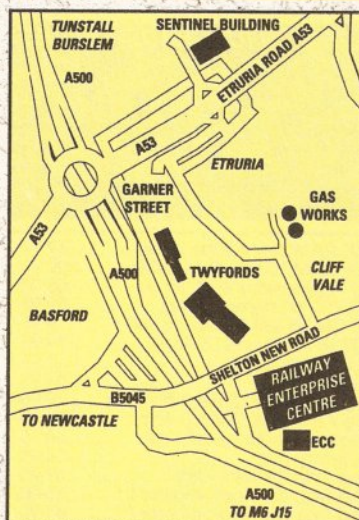 TUNSTALL
BURSLEM
SENTINEL BUILDING
A500
ETRURIA ROAD A53
A53
ETRURIA
GARNER
STREET
GAS
WORKS
A53
A500
TWYFORDS
CLIFF
VALE
BASFORD
SHELTON NEW ROAD
RAILWAY
ENTERPRISE
CENTRE
B5045
TO NEWCASTLE
ECC
A500
TO M6 J15